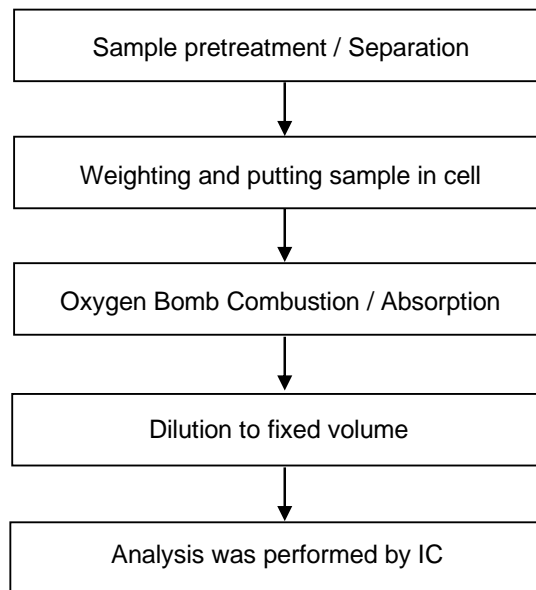 Sample pretreatment / Separation
Weighting and putting sample in cell
Oxygen Bomb Combustion / Absorption
Dilution to fixed volume
Analysis was performed by IC